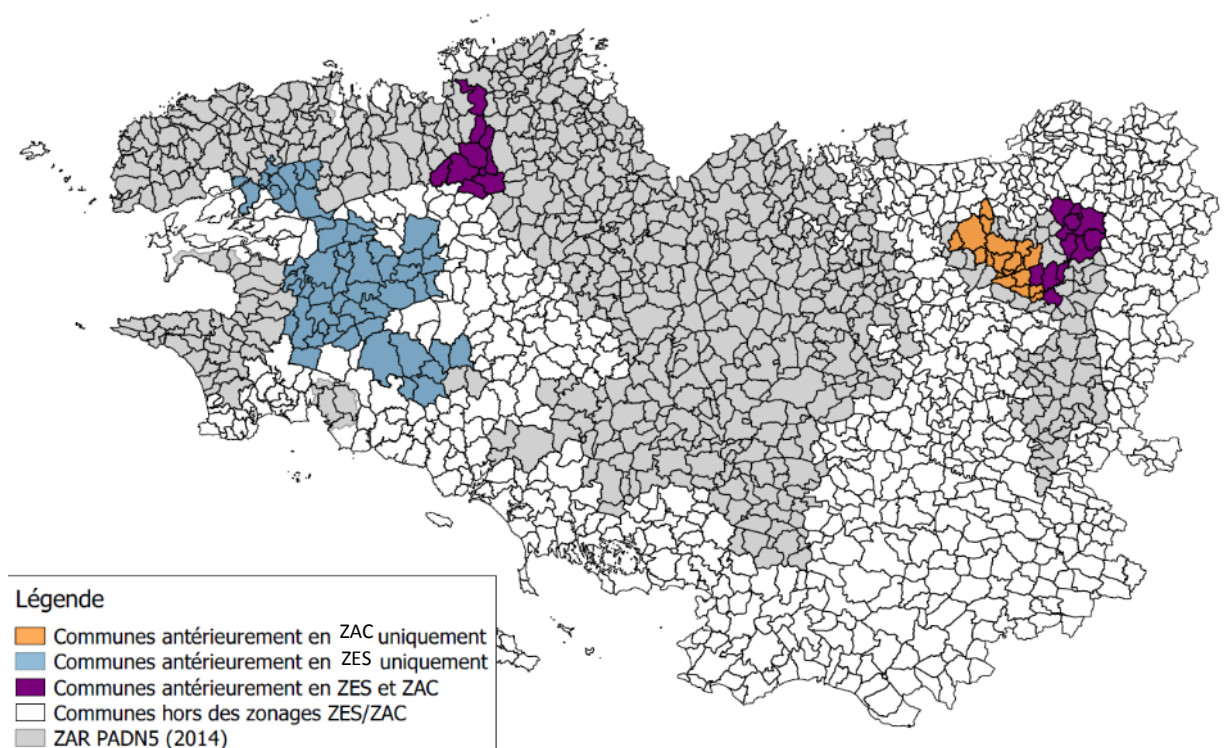 Légende
Communes antérieurement en ZAC uniquement
Communes antérieurement en ZES uniquement
Communes antérieurement en ZES et ZAC
Communes hors des zonages ZES/ZAC
ZAR PADN5 (2014)